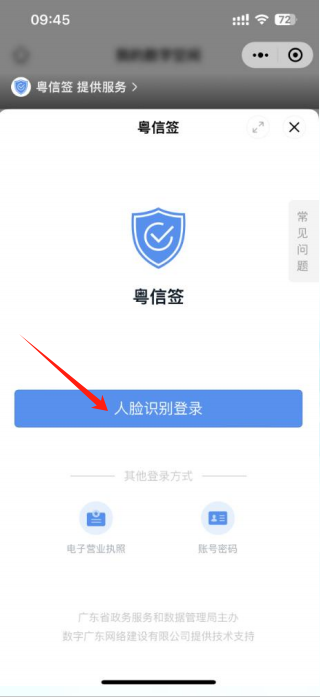 09:45
72
粤信签 提供服务
粤信签
常见问题
粤信签
人脸识别登录
其他登录方式
电子营业执照
账号密码
广东省政务服务和数据管理局主办
数字广东网络建设有限公司提供技术支持